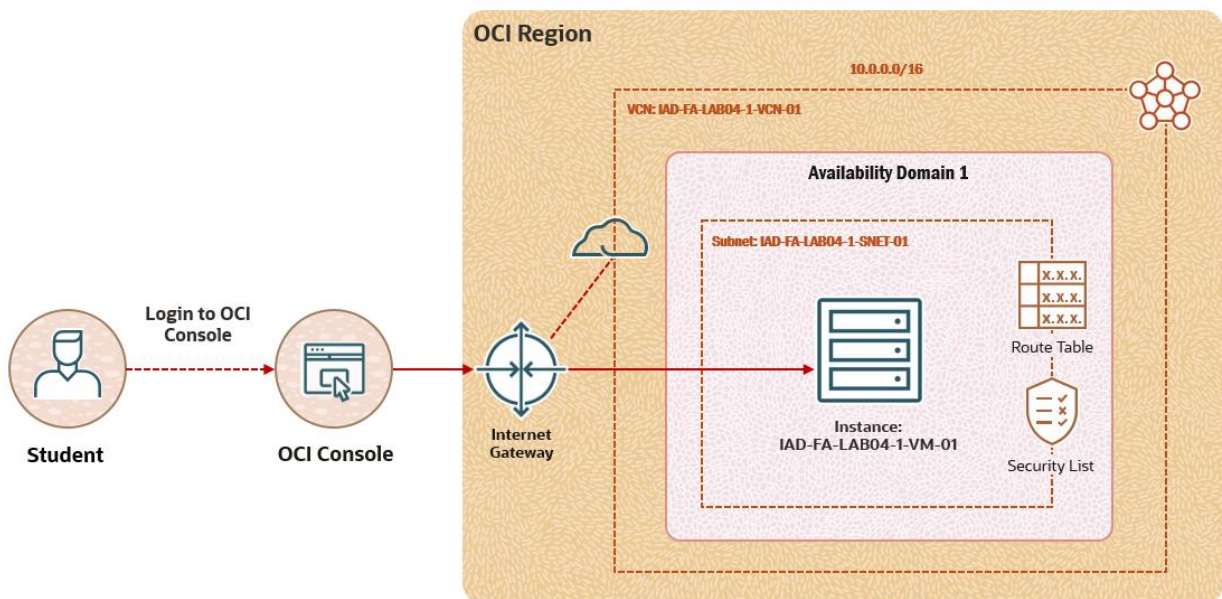 OCI Region
10.0.0.0/16
VCN: IAD-FA-LAB04-1-VCN-01
Availability Domain 1
Subnet: IAD-FA-LAB04-1-SNET-01
x.x.x.
x.x.x.
x.x.x.
Route Table
Login to OCI
Console
Student
OCI Console
Internet
Gateway
Instance:
IAD-FA-LAB04-1-VM-01
Security List